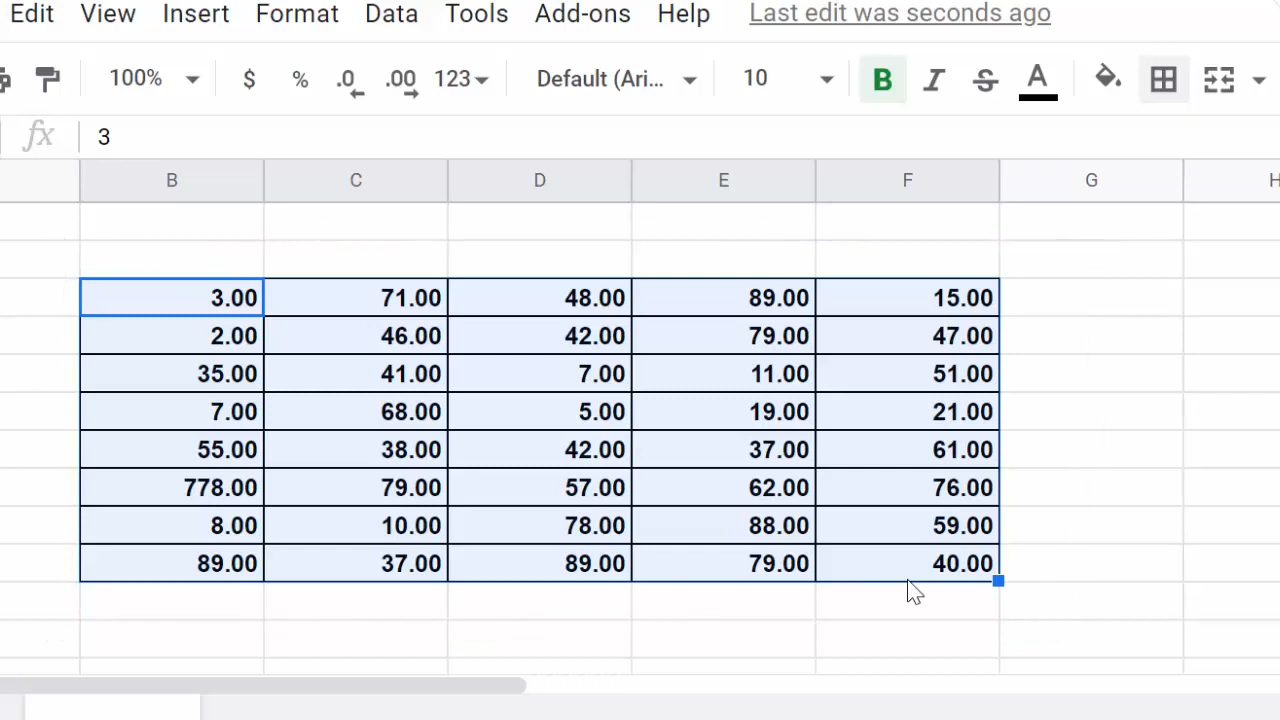 Edit View Insert Format Data Tools Add-ons Help Last edit was seconds ago
100% $ % .0 .00 123 Default (Ari... 10 B I S A
fx 3
B C D E F G H
3.00 71.00 48.00 89.00 15.00
2.00 46.00 42.00 79.00 47.00
35.00 41.00 7.00 11.00 51.00
7.00 68.00 5.00 19.00 21.00
55.00 38.00 42.00 37.00 61.00
778.00 79.00 57.00 62.00 76.00
8.00 10.00 78.00 88.00 59.00
89.00 37.00 89.00 79.00 40.00